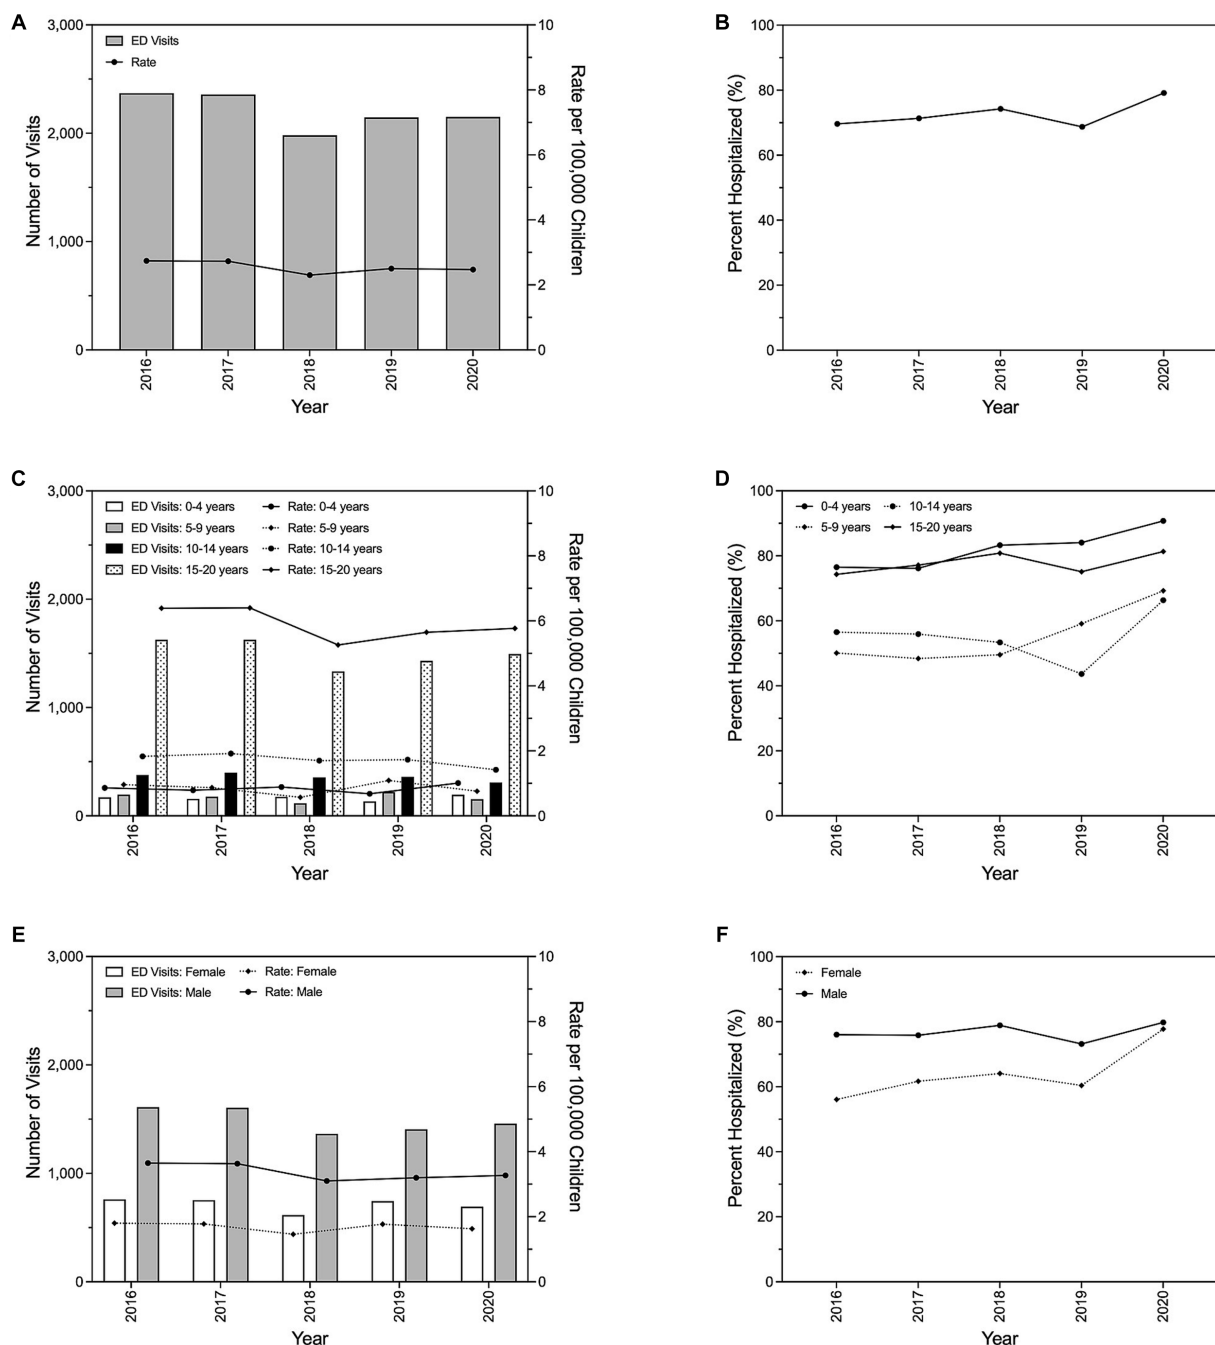 A
3,000
2,000
1,000
0
Number of Visits
ED Visits
Rate
10
8
6
4
2
0
Rate per 100,000 Children
2016
2017
2018
2019
2020
Year
B
100
80
60
40
20
0
Percent Hospitalized (%)
2016
2017
2018
2019
2020
Year
C
3,000
2,000
1,000
0
Number of Visits
ED Visits: 0-4 years
ED Visits: 5-9 years
ED Visits: 10-14 years
ED Visits: 15-20 years
Rate: 0-4 years
Rate: 5-9 years
Rate: 10-14 years
Rate: 15-20 years
10
8
6
4
2
0
Rate per 100,000 Children
2016
2017
2018
2019
2020
Year
D
100
80
60
40
20
0
Percent Hospitalized (%)
0-4 years
5-9 years
10-14 years
15-20 years
2016
2017
2018
2019
2020
Year
E
3,000
2,000
1,000
0
Number of Visits
ED Visits: Female
ED Visits: Male
Rate: Female
Rate: Male
10
8
6
4
2
0
Rate per 100,000 Children
2016
2017
2018
2019
2020
Year
F
100
80
60
40
20
0
Percent Hospitalized (%)
Female
Male
2016
2017
2018
2019
2020
Year